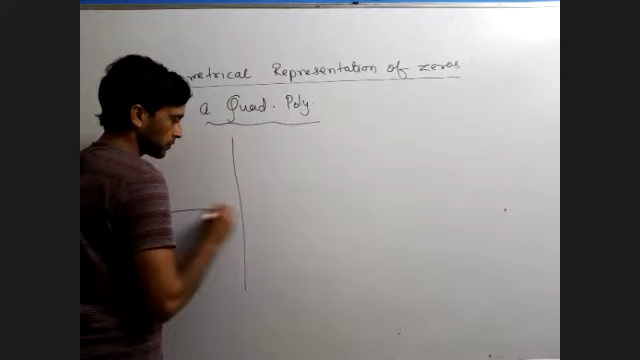 metrical Representation of zeros
a Quad. Poly.